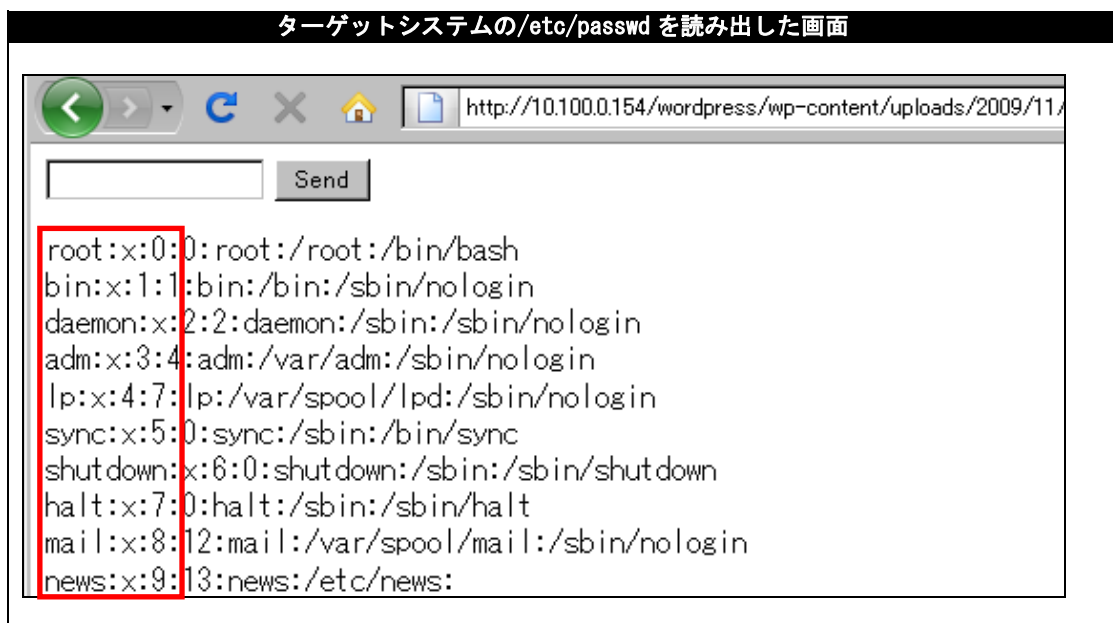 ターゲットシステムの/etc/passwd を読み出した画面
http://10.100.0.154/wordpress/wp-content/uploads/2009/11/
Send
root:x:0:0:root:/root:/bin/bash
bin:x:1:1:bin:/bin:/sbin/nologin
daemon:x:2:2:daemon:/sbin:/sbin/nologin
adm:x:3:4:adm:/var/adm:/sbin/nologin
lp:x:4:7:lp:/var/spool/lpd:/sbin/nologin
sync:x:5:0:sync:/sbin:/bin/sync
shutdown:x:6:0:shutdown:/sbin:/sbin/shutdown
halt:x:7:0:halt:/sbin:/sbin/halt
mail:x:8:12:mail:/var/spool/mail:/sbin/nologin
news:x:9:13:news:/etc/news: